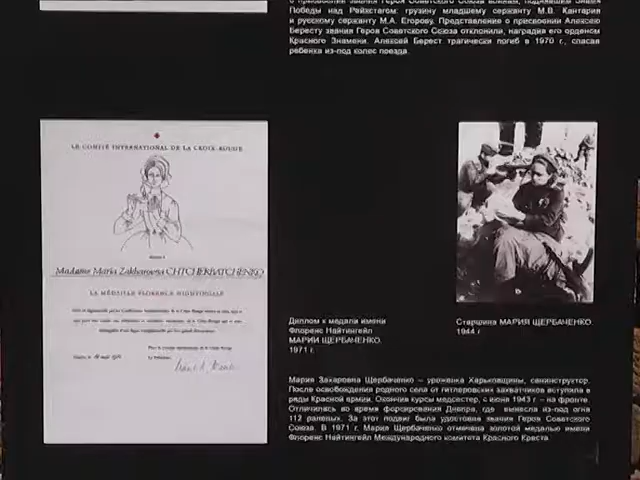 о присвоении звания Героя Советского Союза воинам, поднявшим Знамя
Победы над Рейхстагом: грузину младшему сержанту М.В. Кантария
и русскому сержанту М.А. Егорову. Представление о присвоении Алексею
Бересту звания Героя Советского Союза отклонили, наградив его орденом
Красного Знамени. Алексей Берест трагически погиб в 1970 г., спасая
ребенка из-под колес поезда.
LE COMITÉ INTERNATIONAL DE LA CROIX-ROUGE
Madame Maria Zakharovna CHTCHERBATCHENKO
LA MÉDAILLE FLORENCE NIGHTINGALE
Диплом к медали имени
Флоренс Найтингейл
МАРИИ ЩЕРБАЧЕНКО.
1971 г.
Старшина МАРИЯ ЩЕРБАЧЕНКО.
1944 г.
Мария Захаровна Щербаченко – уроженка Харьковщины, санинструктор.
После освобождения родного села от гитлеровских захватчиков вступила в
ряды Красной армии. Окончив курсы медсестер, с июня 1943 г. – на фронте.
Отличилась во время форсирования Днепра, где вынесла из-под огня
112 раненых. За этот подвиг была удостоена звания Героя Советского
Союза. В 1971 г. Мария Щербаченко отмечена золотой медалью имени
Флоренс Найтингейл Международного комитета Красного Креста.